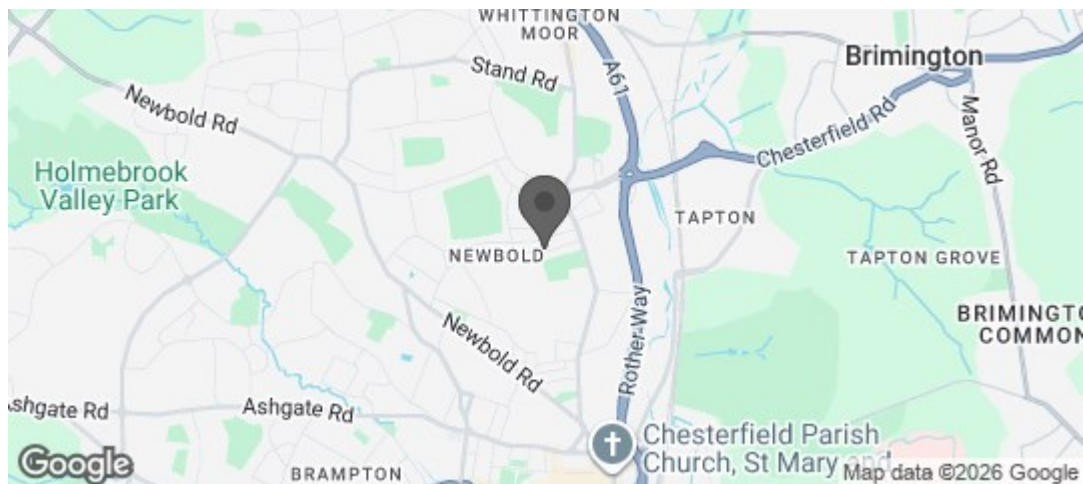 WHITTINGTON
MOOR
Stand Rd
A61
Brimington
Newbold Rd
Chesterfield Rd
Manor Rd
Holmebrook
Valley Park
TAPTON
NEWBOLD
TAPTON GROVE
Rother Way
BRIMINGTO
COMMON
Newbold Rd
Ashgate Rd
Ashgate Rd
Chesterfield Parish
Church, St Mary and
BRAMPTON
Google
Map data ©2026 Google